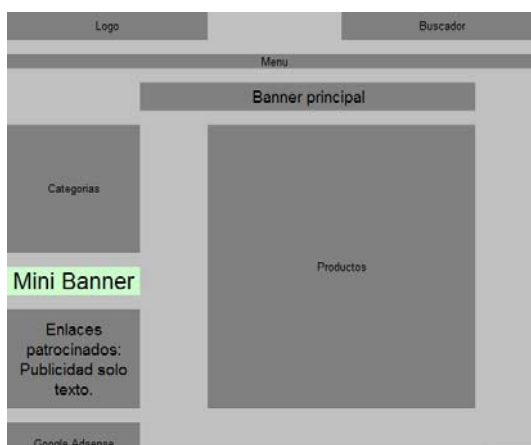 Logo
Buscador
Menu
Banner principal
Categorias
Productos
Mini Banner
Enlaces
patrocinados:
Publicidad solo
texto.
Google Adsense